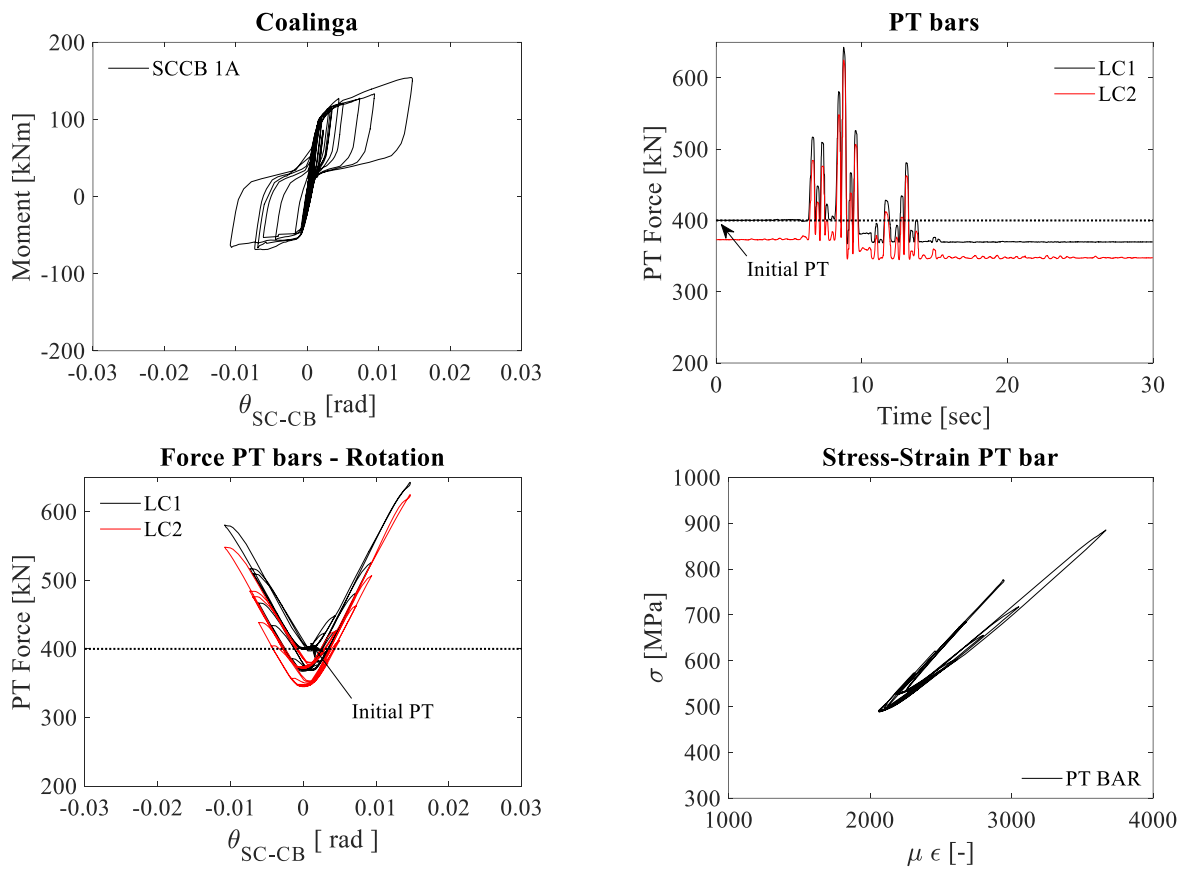 Coalinga
SCCB 1A
200
100
0
-100
-200
Moment [kNm]
-0.03 -0.02 -0.01 0 0.01 0.02 0.03
θSC-CB [rad]
PT bars
LC1
LC2
600
500
400
300
200
PT Force [kN]
Initial PT
0 10 20 30
Time [sec]
Force PT bars - Rotation
LC1
LC2
600
500
400
300
200
PT Force [kN]
Initial PT
-0.03 -0.02 -0.01 0 0.01 0.02 0.03
θSC-CB [ rad ]
Stress-Strain PT bar
1000
900
800
700
600
500
400
300
σ [MPa]
PT BAR
1000 2000 3000 4000
μ ϵ [-]